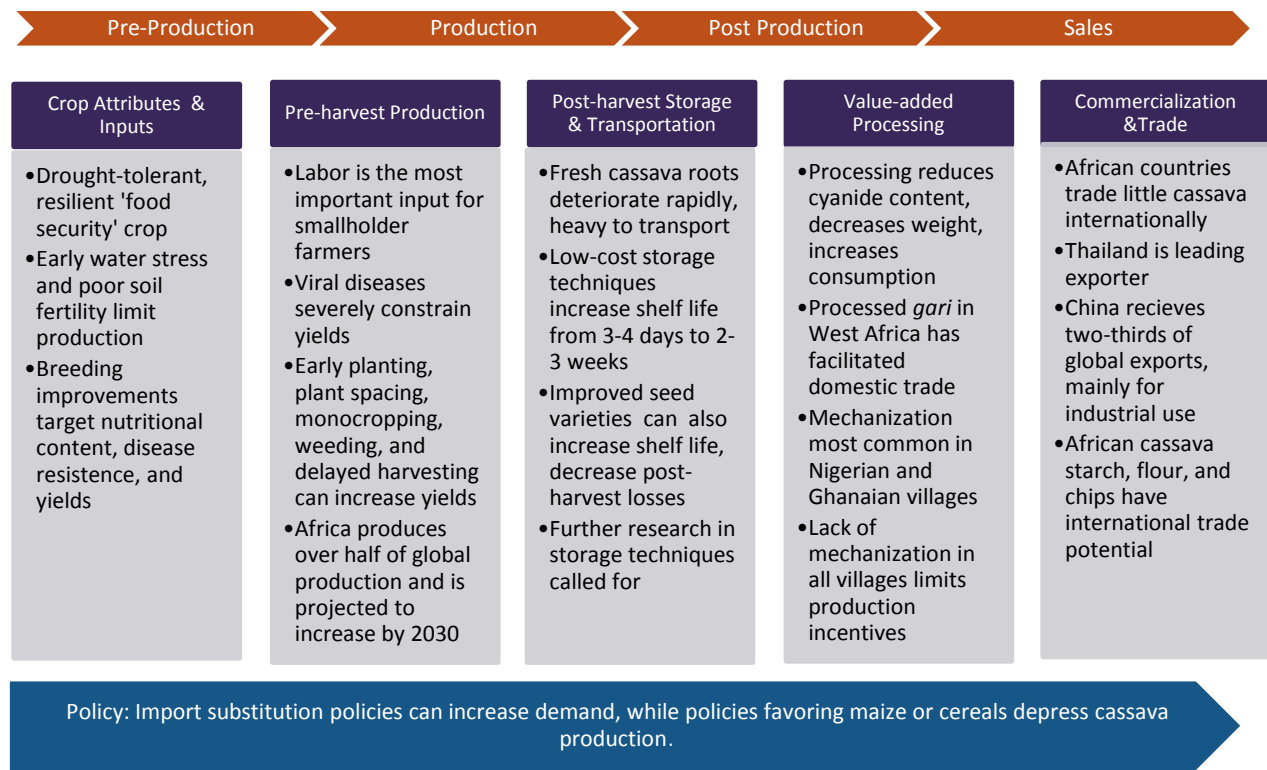 Pre-Production
Production
Post Production
Sales
Crop Attributes &
Inputs
•Drought-tolerant,
resilient 'food
security' crop
•Early water stress
and poor soil
fertility limit
production
•Breeding
improvements
target nutritional
content, disease
resistence, and
yields
Pre-harvest Production
•Labor is the most
important input for
smallholder
farmers
•Viral diseases
severely constrain
yields
•Early planting,
plant spacing,
monocropping,
weeding, and
delayed harvesting
can increase yields
•Africa produces
over half of global
production and is
projected to
increase by 2030
Post-harvest Storage
& Transportation
•Fresh cassava roots
deteriorate rapidly,
heavy to transport
•Low-cost storage
techniques
increase shelf life
from 3-4 days to 2-
3 weeks
•Improved seed
varieties can also
increase shelf life,
decrease post-
harvest losses
•Further research in
storage techniques
called for
Value-added
Processing
•Processing reduces
cyanide content,
decreases weight,
increases
consumption
•Processed gari in
West Africa has
facilitated
domestic trade
•Mechanization
most common in
Nigerian and
Ghanaian villages
•Lack of
mechanization in
all villages limits
production
incentives
Commercialization
&Trade
•African countries
trade little cassava
internationally
•Thailand is leading
exporter
•China recieves
two-thirds of
global exports,
mainly for
industrial use
•African cassava
starch, flour, and
chips have
international trade
potential
Policy: Import substitution policies can increase demand, while policies favoring maize or cereals depress cassava
production.